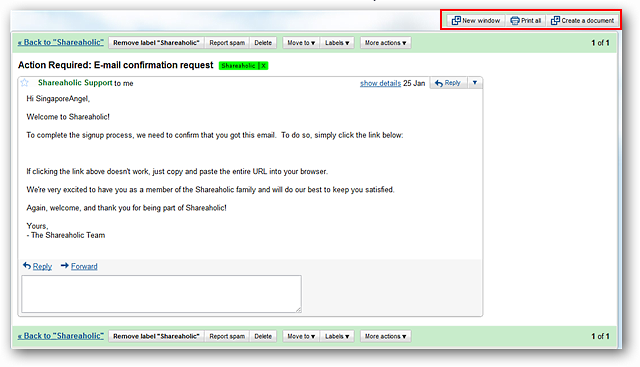 New window Print all Create a document
« Back to "Shareaholic" Remove label "Shareaholic" Report spam Delete Move to ▾ Labels ▾ More actions ▾ 1 of 1
Action Required: E-mail confirmation request Shareaholic X
Shareaholic Support to me show details 25 Jan Reply ▾
Hi SingaporeAngel,
Welcome to Shareaholic!
To complete the signup process, we need to confirm that you got this email. To do so, simply click the link below:
If clicking the link above doesn't work, just copy and paste the entire URL into your browser.
We're very excited to have you as a member of the Shareaholic family and will do our best to keep you satisfied.
Again, welcome, and thank you for being part of Shareaholic!
Yours,
- The Shareaholic Team
Reply Forward
« Back to "Shareaholic" Remove label "Shareaholic" Report spam Delete Move to ▾ Labels ▾ More actions ▾ 1 of 1